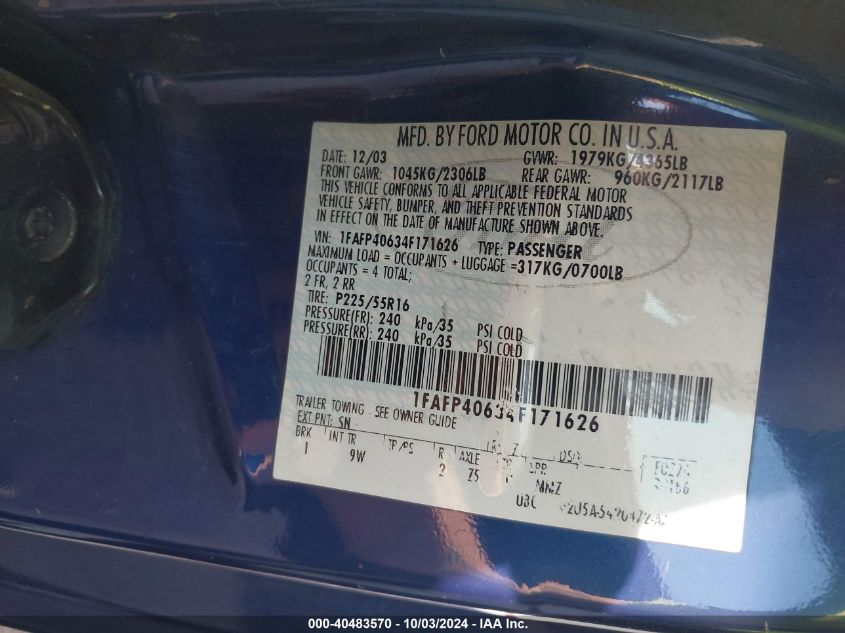 MFD. BY FORD MOTOR CO. IN U.S.A.
DATE: 12/03 GVWR: 1979KG/4365LB
FRONT GAWR: 1045KG/2306LB REAR GAWR: 960KG/2117LB
THIS VEHICLE CONFORMS TO ALL APPLICABLE FEDERAL MOTOR
VEHICLE SAFETY, BUMPER, AND THEFT PREVENTION STANDARDS
IN EFFECT ON THE DATE OF MANUFACTURE SHOWN ABOVE.
VIN: 1FAFP40634F171626 TYPE: PASSENGER
MAXIMUM LOAD = OCCUPANTS + LUGGAGE =317KG/0700LB
OCCUPANTS = 4 TOTAL;
2 FR, 2 RR
TIRE: P225/55R16
PRESSURE(FR): 240 kPa/35 PSI COLD
PRESSURE(RR): 240 kPa/35 PSI COLD
1FAFP40634F171626
TRAILER TOWING - SEE OWNER GUIDE
EXT PNT: SN
BRK INT TR TP/PS R AXLE SPR
1 9W 2 Z5 MMZ
UBC
000-40483570 - 10/03/2024 - IAA Inc.